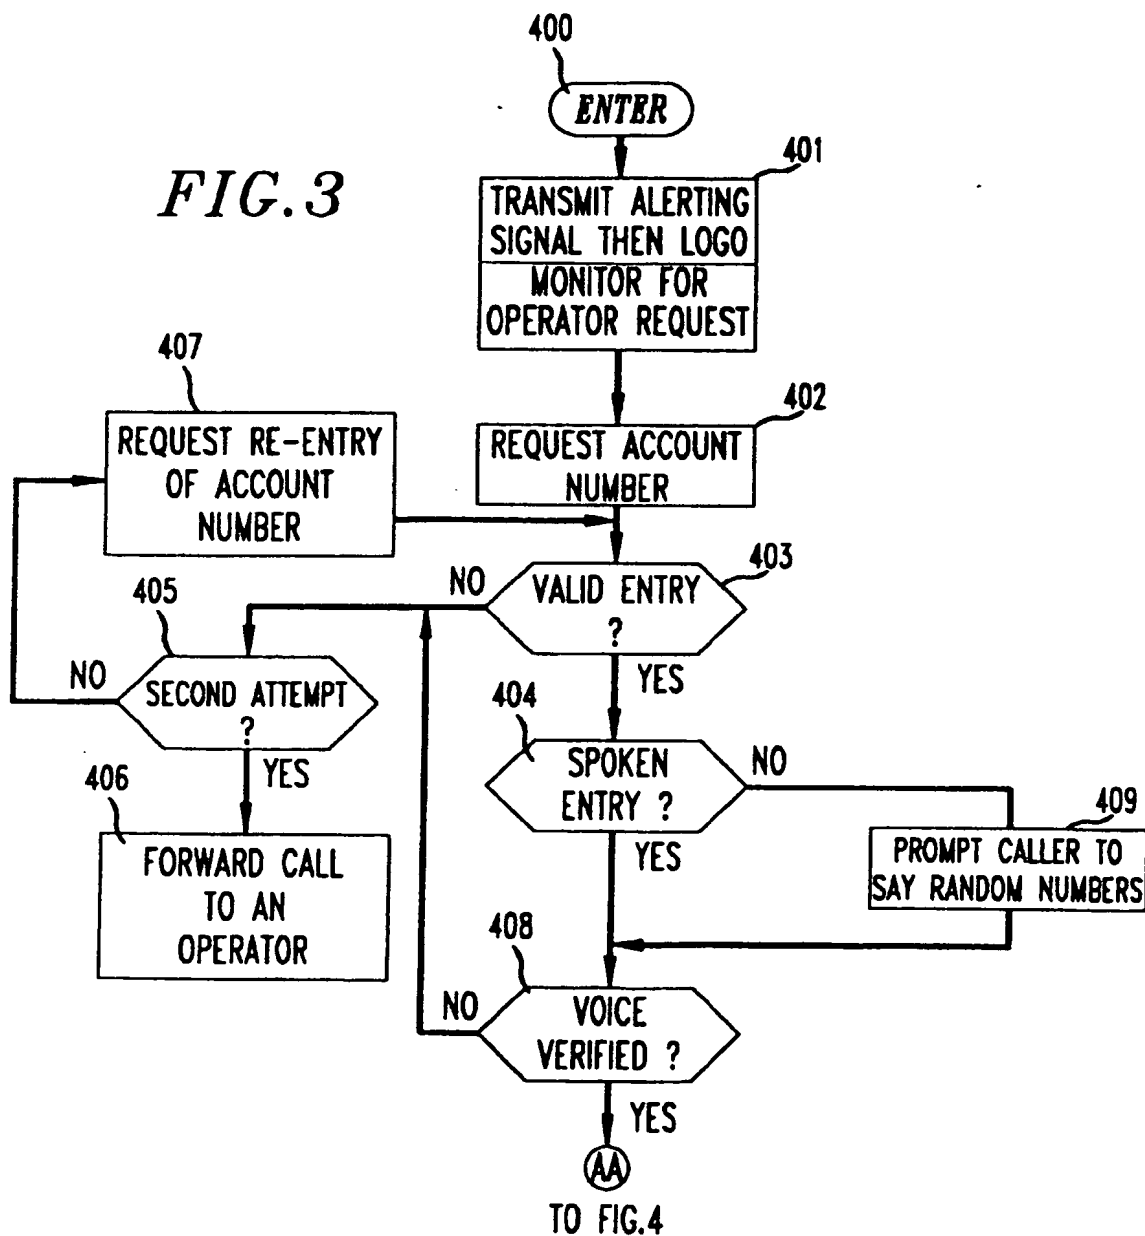 400
ENTER
FIG.3
401
TRANSMIT ALERTING
SIGNAL THEN LOGO
MONITOR FOR
OPERATOR REQUEST
407
REQUEST RE-ENTRY
OF ACCOUNT
NUMBER
402
REQUEST ACCOUNT
NUMBER
403
VALID ENTRY
?
NO
YES
405
SECOND ATTEMPT
?
NO
YES
406
FORWARD CALL
TO AN
OPERATOR
404
SPOKEN
ENTRY ?
NO
YES
409
PROMPT CALLER TO
SAY RANDOM NUMBERS
408
VOICE
VERIFIED ?
NO
YES
AA
TO FIG.4